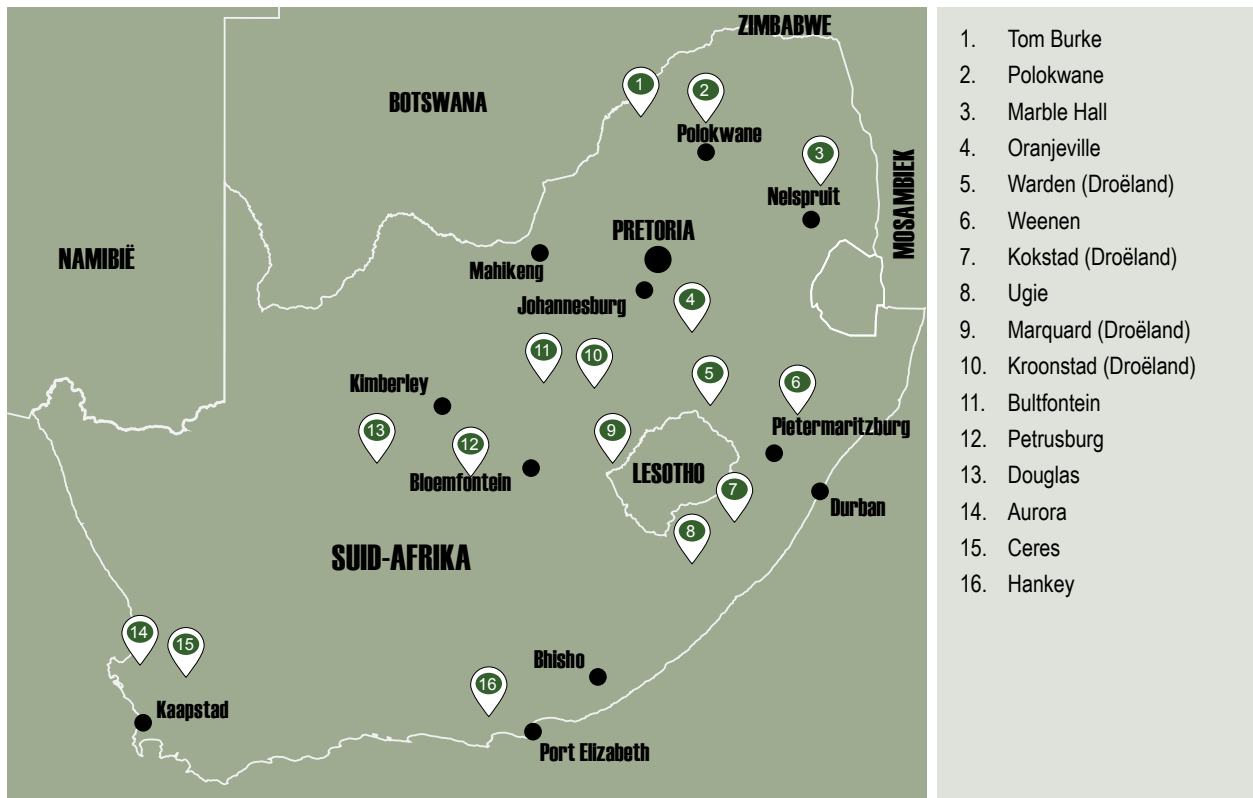 ZIMBABWE
BOTSWANA
1
2
Polokwane
3
MOSAMBIEK
Nelspruit
PRETORIA
NAMIBIË
Mahikeng
Johannesburg
4
11
10
5
6
Kimberley
13
12
9
Pietermaritzburg
LESOTHO
Bloemfontein
7
Durban
8
SUID-AFRIKA
14
15
Bhisho
16
Kaapstad
Port Elizabeth
1. Tom Burke
2. Polokwane
3. Marble Hall
4. Oranjeville
5. Warden (Droëland)
6. Weenen
7. Kokstad (Droëland)
8. Ugie
9. Marquard (Droëland)
10. Kroonstad (Droëland)
11. Bultfontein
12. Petrusburg
13. Douglas
14. Aurora
15. Ceres
16. Hankey